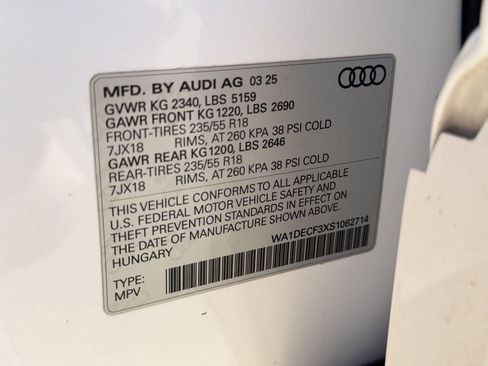 MFD. BY AUDI AG 03 25
GVWR KG 2340, LBS 5159
GAWR FRONT KG 1220, LBS 2690
FRONT-TIRES 235/55 R18
7JX18 RIMS, AT 260 KPA 38 PSI COLD
GAWR REAR KG1200, LBS 2646
REAR-TIRES 235/55 R18
7JX18 RIMS, AT 260 KPA 38 PSI COLD
THIS VEHICLE CONFORMS TO ALL APPLICABLE
U.S. FEDERAL MOTOR VEHICLE SAFETY AND
THEFT PREVENTION STANDARDS IN EFFECT ON
THE DATE OF MANUFACTURE SHOWN ABOVE
HUNGARY
WA1DECF3XS1062714
TYPE:
MPV